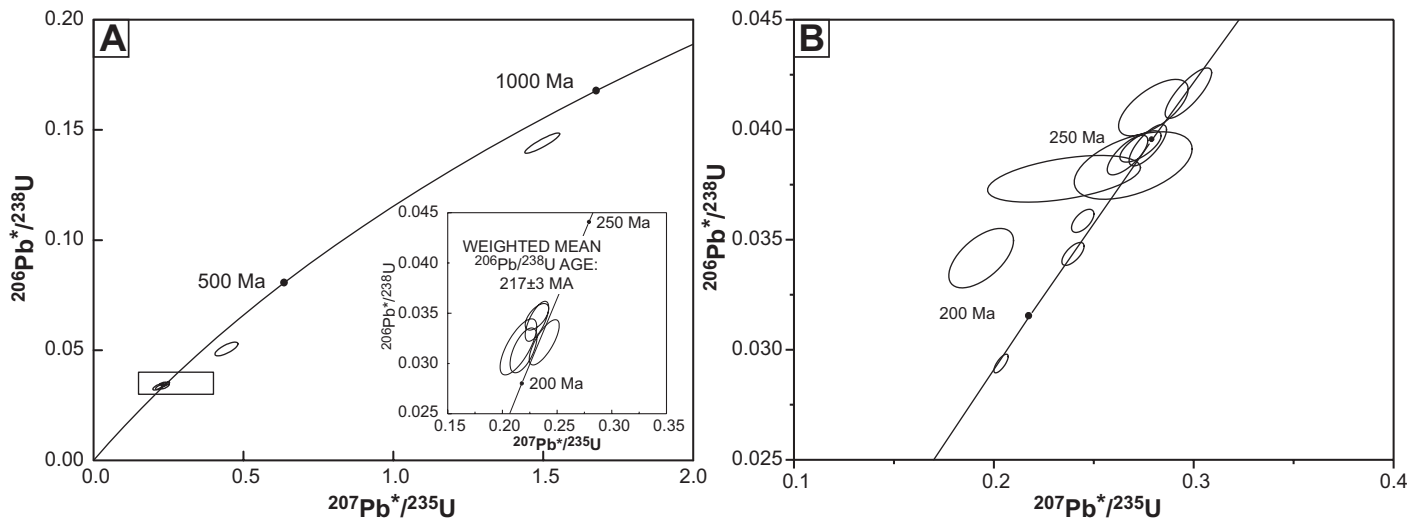 A
0.20
0.15
0.10
0.05
0.00
206Pb*/238U
0.0
0.5
1.0
1.5
2.0
207Pb*/235U
500 Ma
1000 Ma
0.045
0.040
0.035
0.030
0.025
206Pb*/238U
WEIGHTED MEAN
206Pb/238U AGE:
217±3 MA
250 Ma
200 Ma
0.15
0.20
0.25
0.30
0.35
207Pb*/235U
B
0.045
0.040
0.035
0.030
0.025
206Pb*/238U
250 Ma
200 Ma
0.1
0.2
0.3
0.4
207Pb*/235U